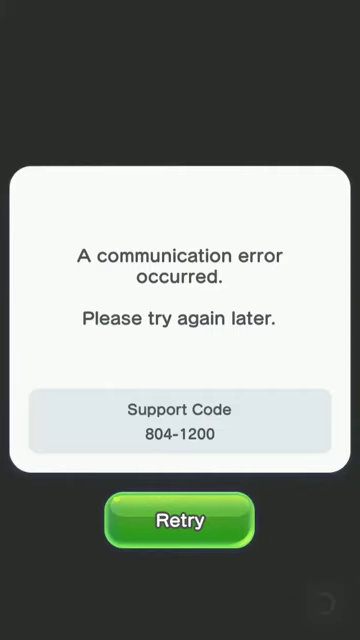 A communication error
occurred.
Please try again later.
Support Code
804-1200
Retry